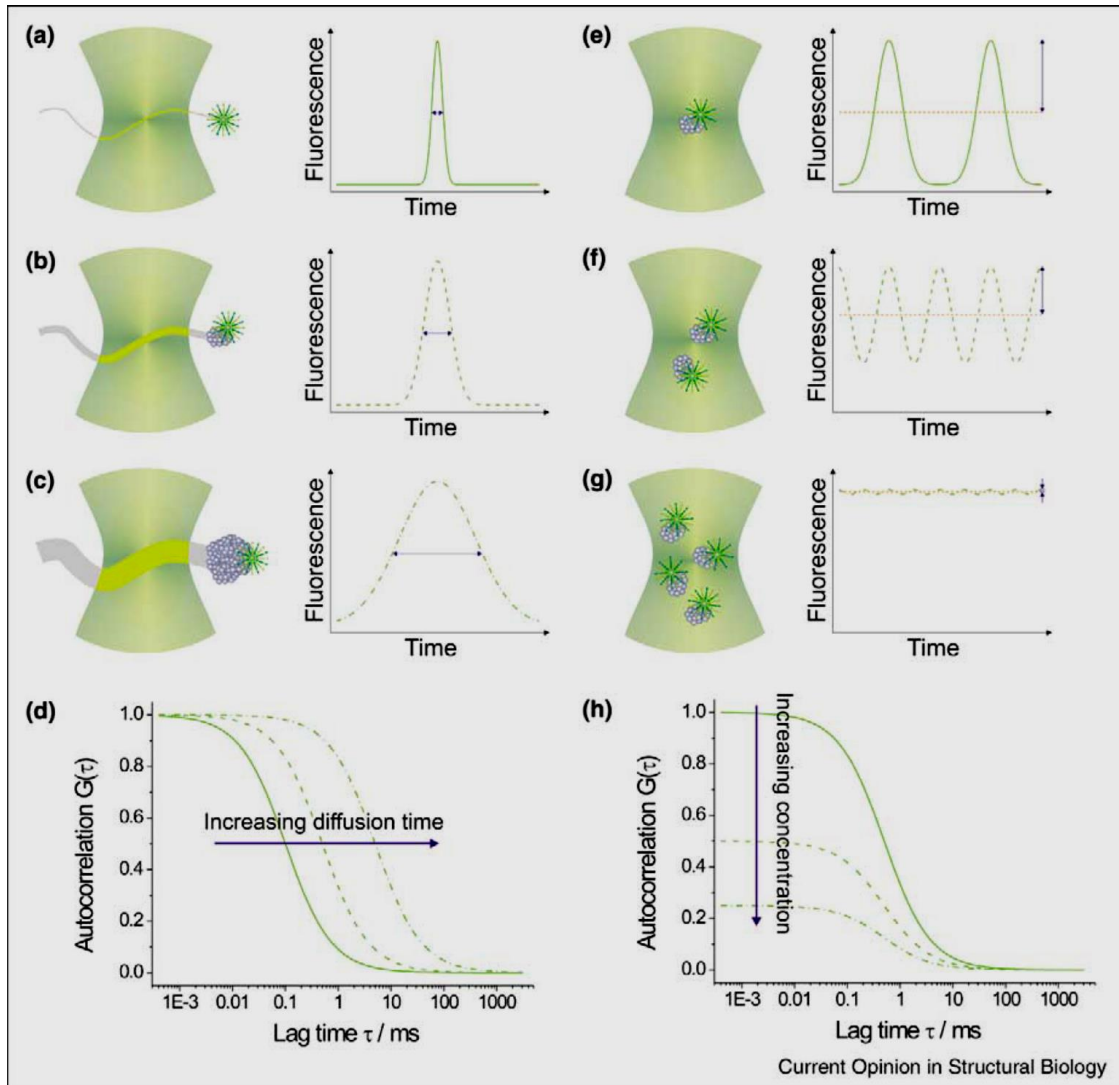 (a)
Fluorescence
Time
(e)
Fluorescence
Time
(b)
Fluorescence
Time
(f)
Fluorescence
Time
(c)
Fluorescence
Time
(g)
Fluorescence
Time
(d)
Autocorrelation G(τ)
1.0
0.8
0.6
0.4
0.2
0.0
Increasing diffusion time
1E-3 0.01 0.1 1 10 100 1000
Lag time τ / ms
(h)
Autocorrelation G(τ)
1.0
0.8
0.6
0.4
0.2
0.0
Increasing concentration
1E-3 0.01 0.1 1 10 100 1000
Lag time τ / ms
Current Opinion in Structural Biology